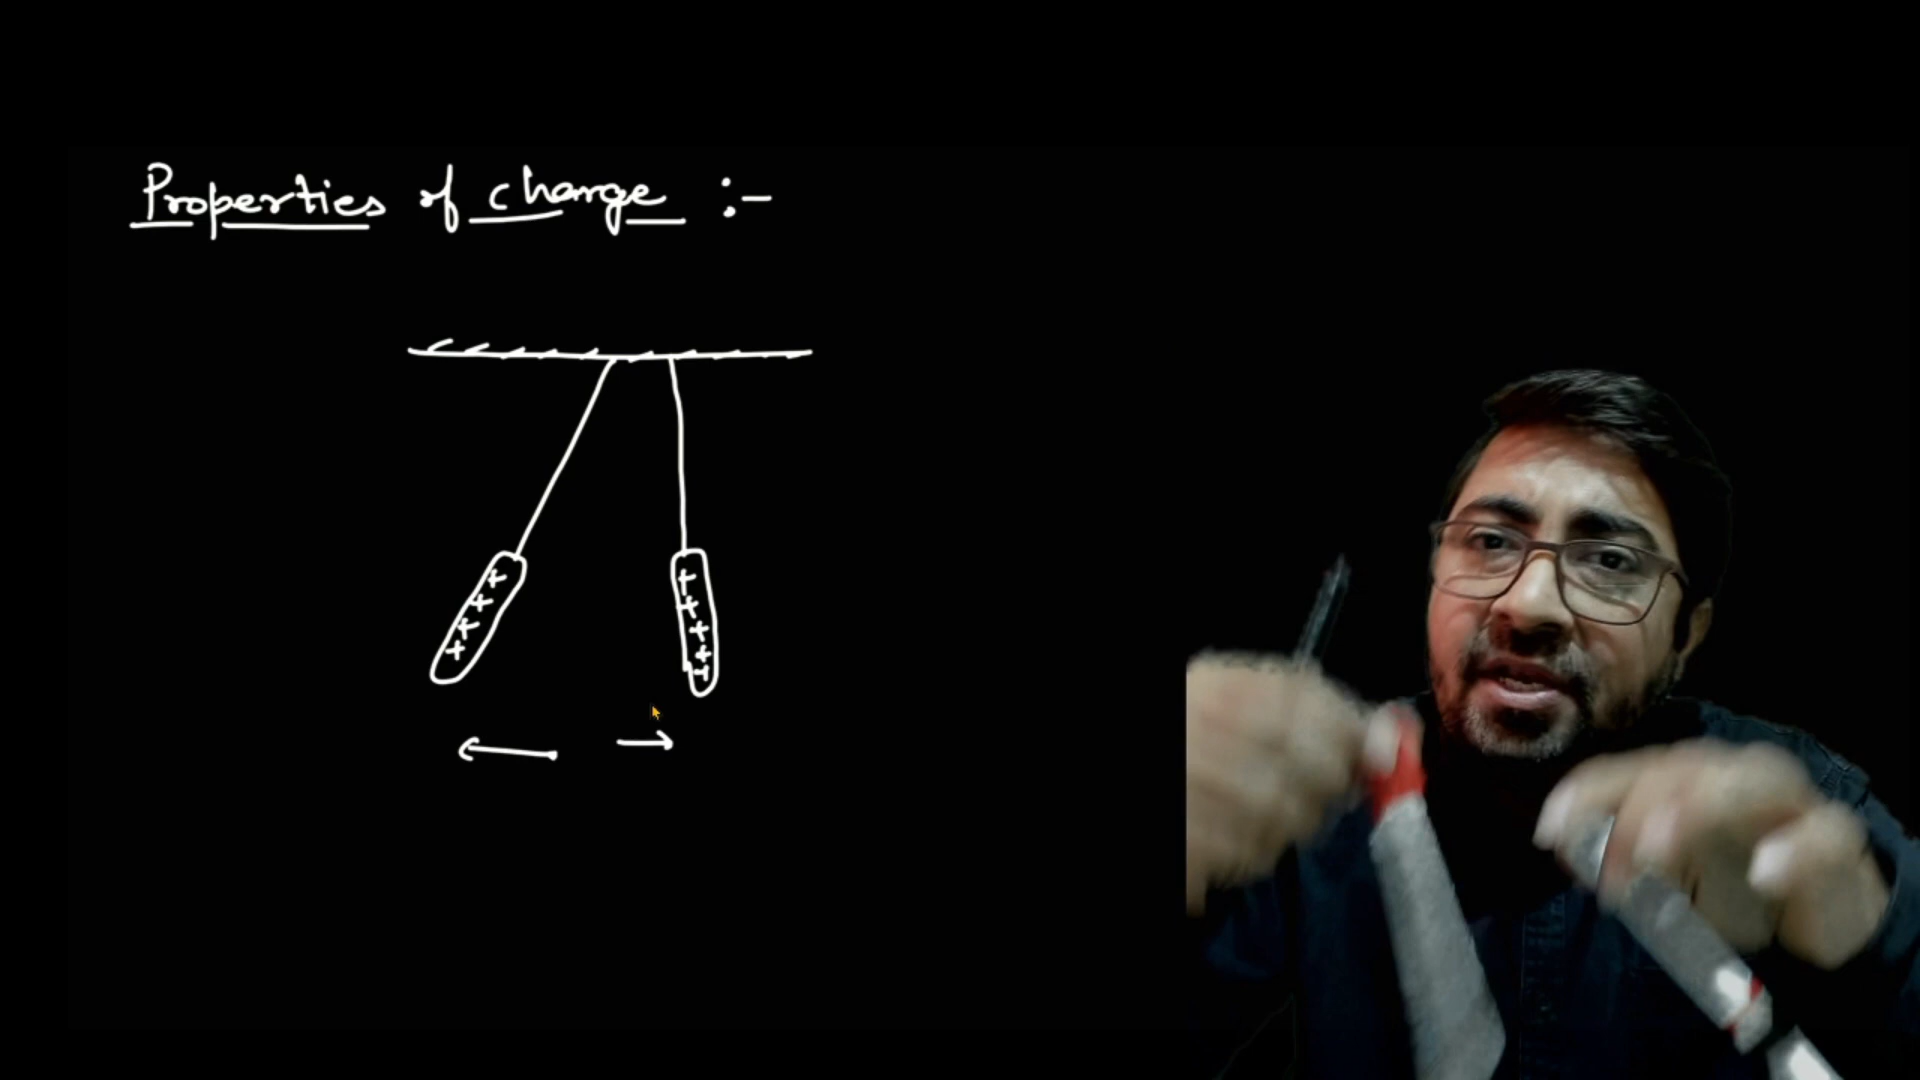 Properties of charge :-
+ + + + + + + + +